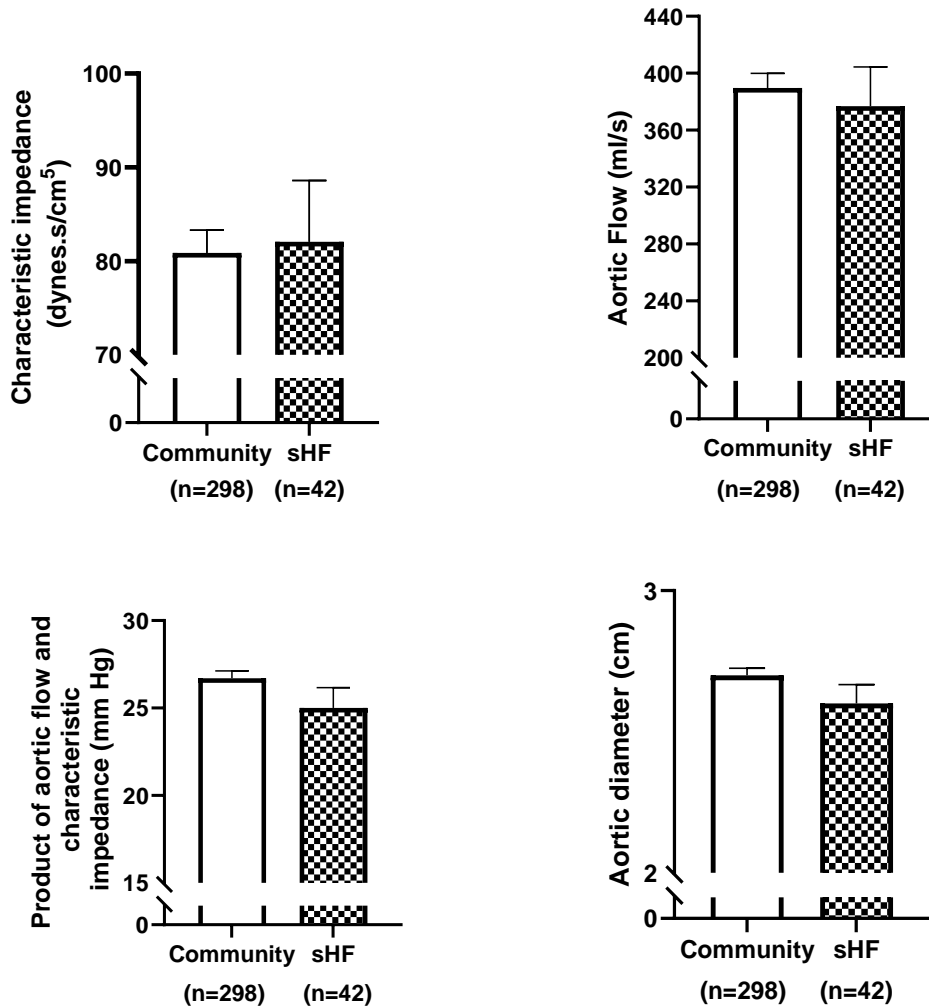 Characteristic impedance
(dynes.s/cm⁵)
100
90
80
70
0
Community sHF
(n=298) (n=42)
Aortic Flow (ml/s)
440
400
360
320
280
240
200
0
Community sHF
(n=298) (n=42)
Product of aortic flow and
characteristic
impedance (mm Hg)
30
25
20
15
0
Community sHF
(n=298) (n=42)
Aortic diameter (cm)
3
2
0
Community sHF
(n=298) (n=42)